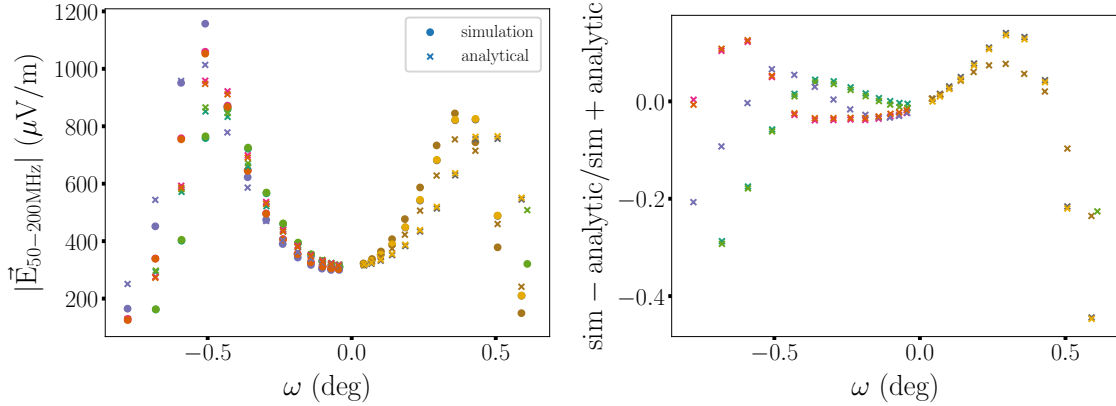 |E⃗50−200MHz| (μV/m)
1200
1000
800
600
400
200
simulation
analytical
−0.5
0.0
0.5
ω (deg)
sim − analytic/sim + analytic
0.0
−0.2
−0.4
−0.5
0.0
0.5
ω (deg)